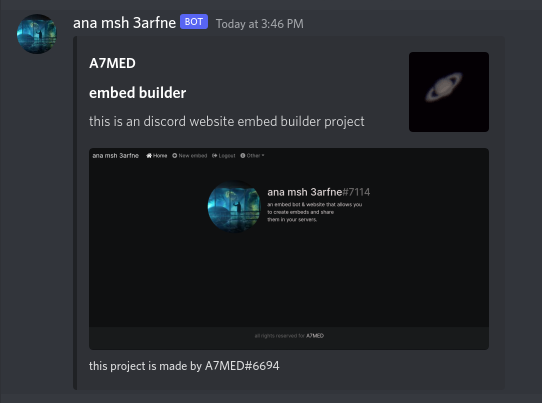 ana msh 3arfne BOT Today at 3:46 PM
A7MED
embed builder
this is an discord website embed builder project
ana msh 3arfne Home New embed Logout Other
ana msh 3arfne#7114
an embed bot & website that allows you
to create embeds and share
them in your servers.
all rights reserved for A7MED
this project is made by A7MED#6694